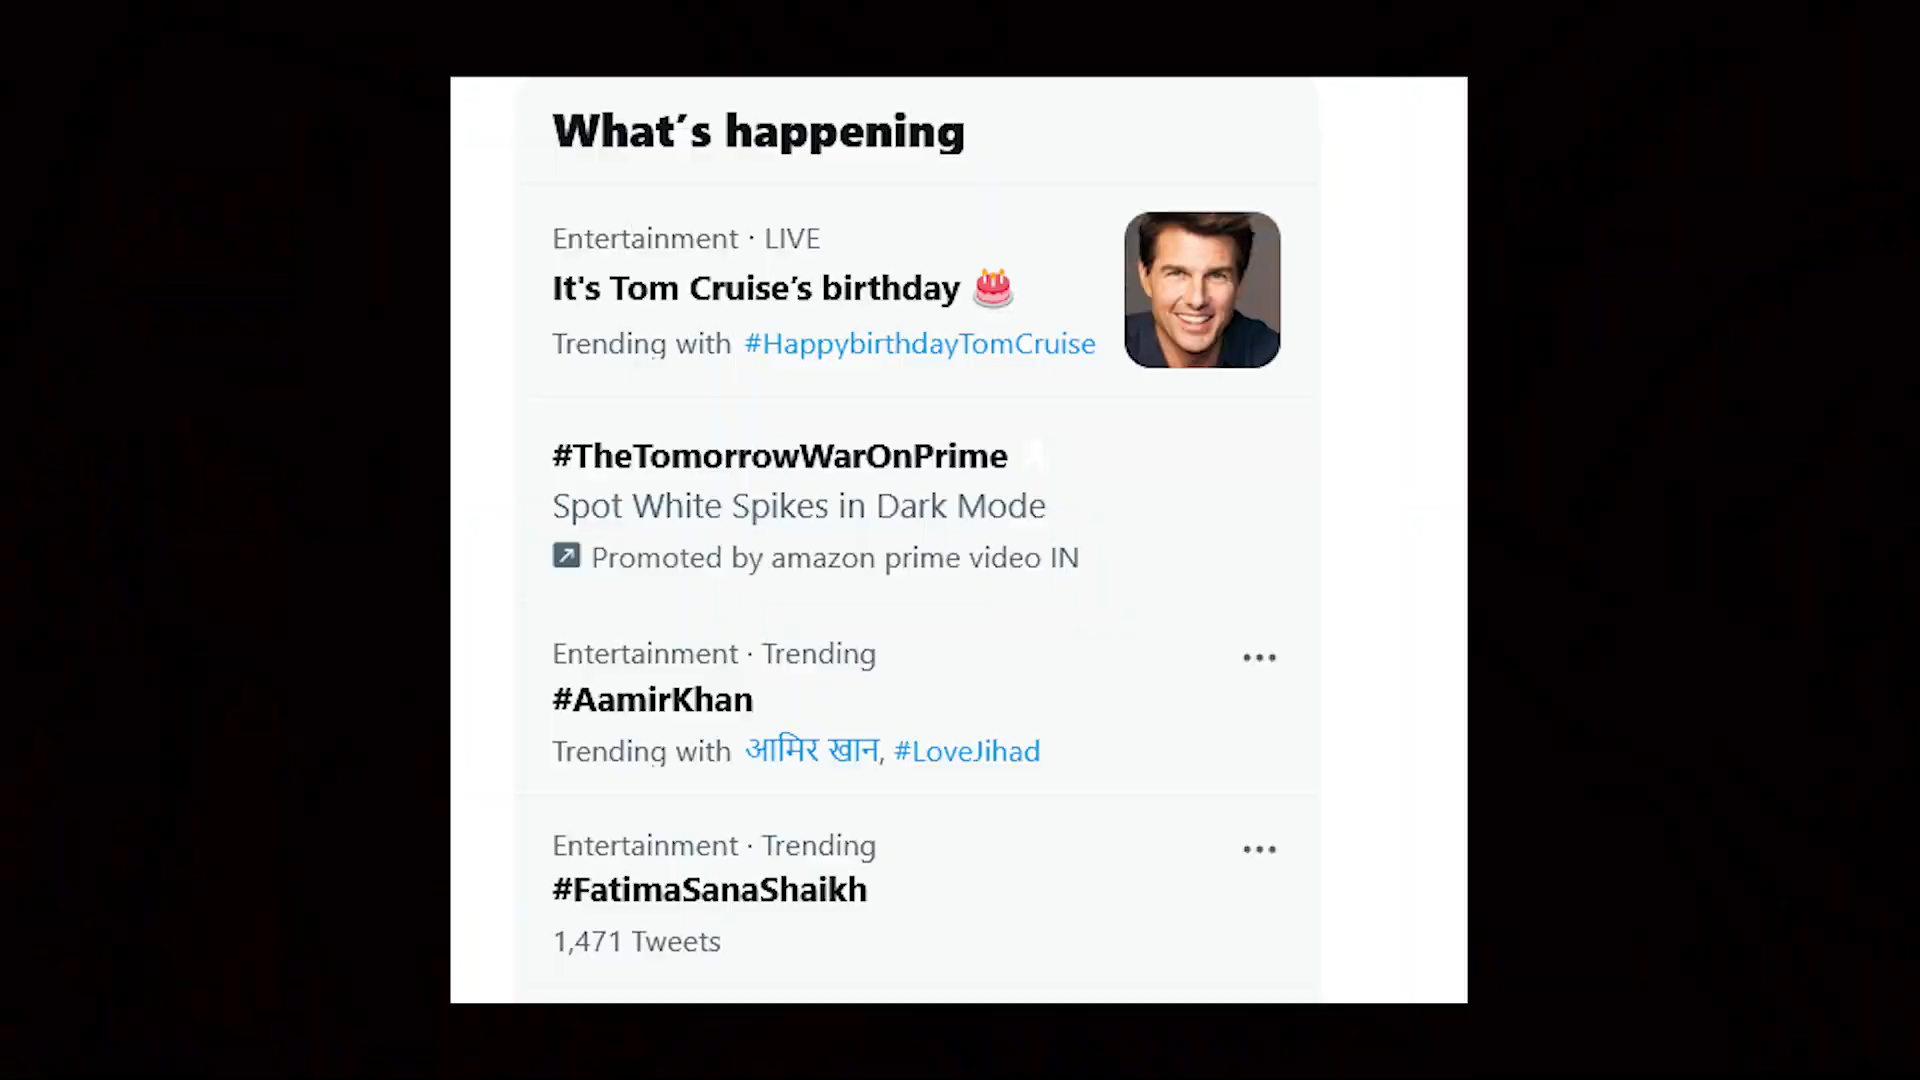 What's happening
Entertainment · LIVE
It's Tom Cruise's birthday 🎂
Trending with #HappybirthdayTomCruise
#TheTomorrowWarOnPrime
Spot White Spikes in Dark Mode
Promoted by amazon prime video IN
Entertainment · Trending
#AamirKhan
Trending with आमिर खान, #LoveJihad
Entertainment · Trending
#FatimaSanaShaikh
1,471 Tweets